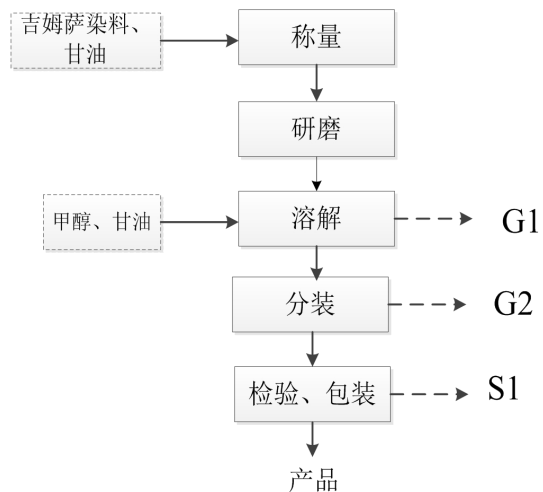 吉姆萨染料、
甘油
称量
研磨
甲醇、甘油
溶解
G1
分装
G2
检验、包装
S1
产品